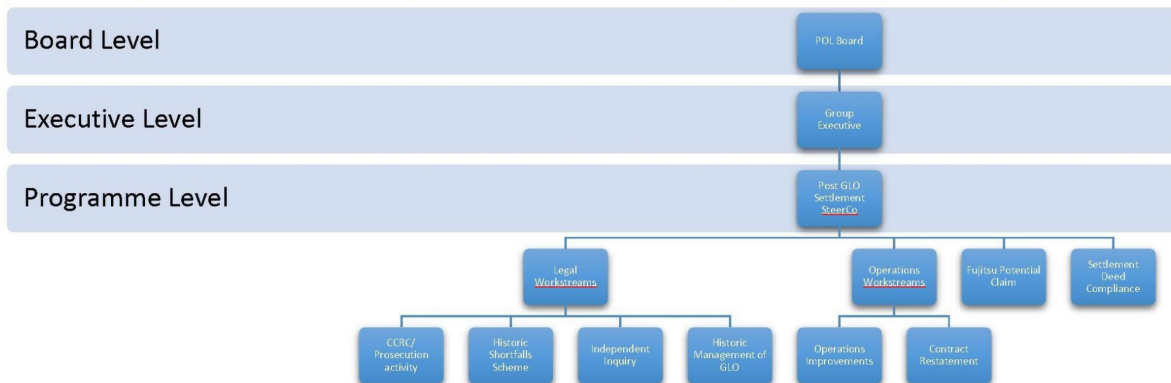 Board Level
POL Board
Executive Level
Group
Executive
Programme Level
Post GLO
Settlement
SteerCo
Legal
Workstreams
Operations
Workstreams
Fujitsu Potential
Claim
Settlement
Deed
Compliance
CCRC/
Prosecution
activity
Historic
Shortfalls
Scheme
Independent
Inquiry
Historic
Management of
GLO
Operations
Improvements
Contract
Restatement